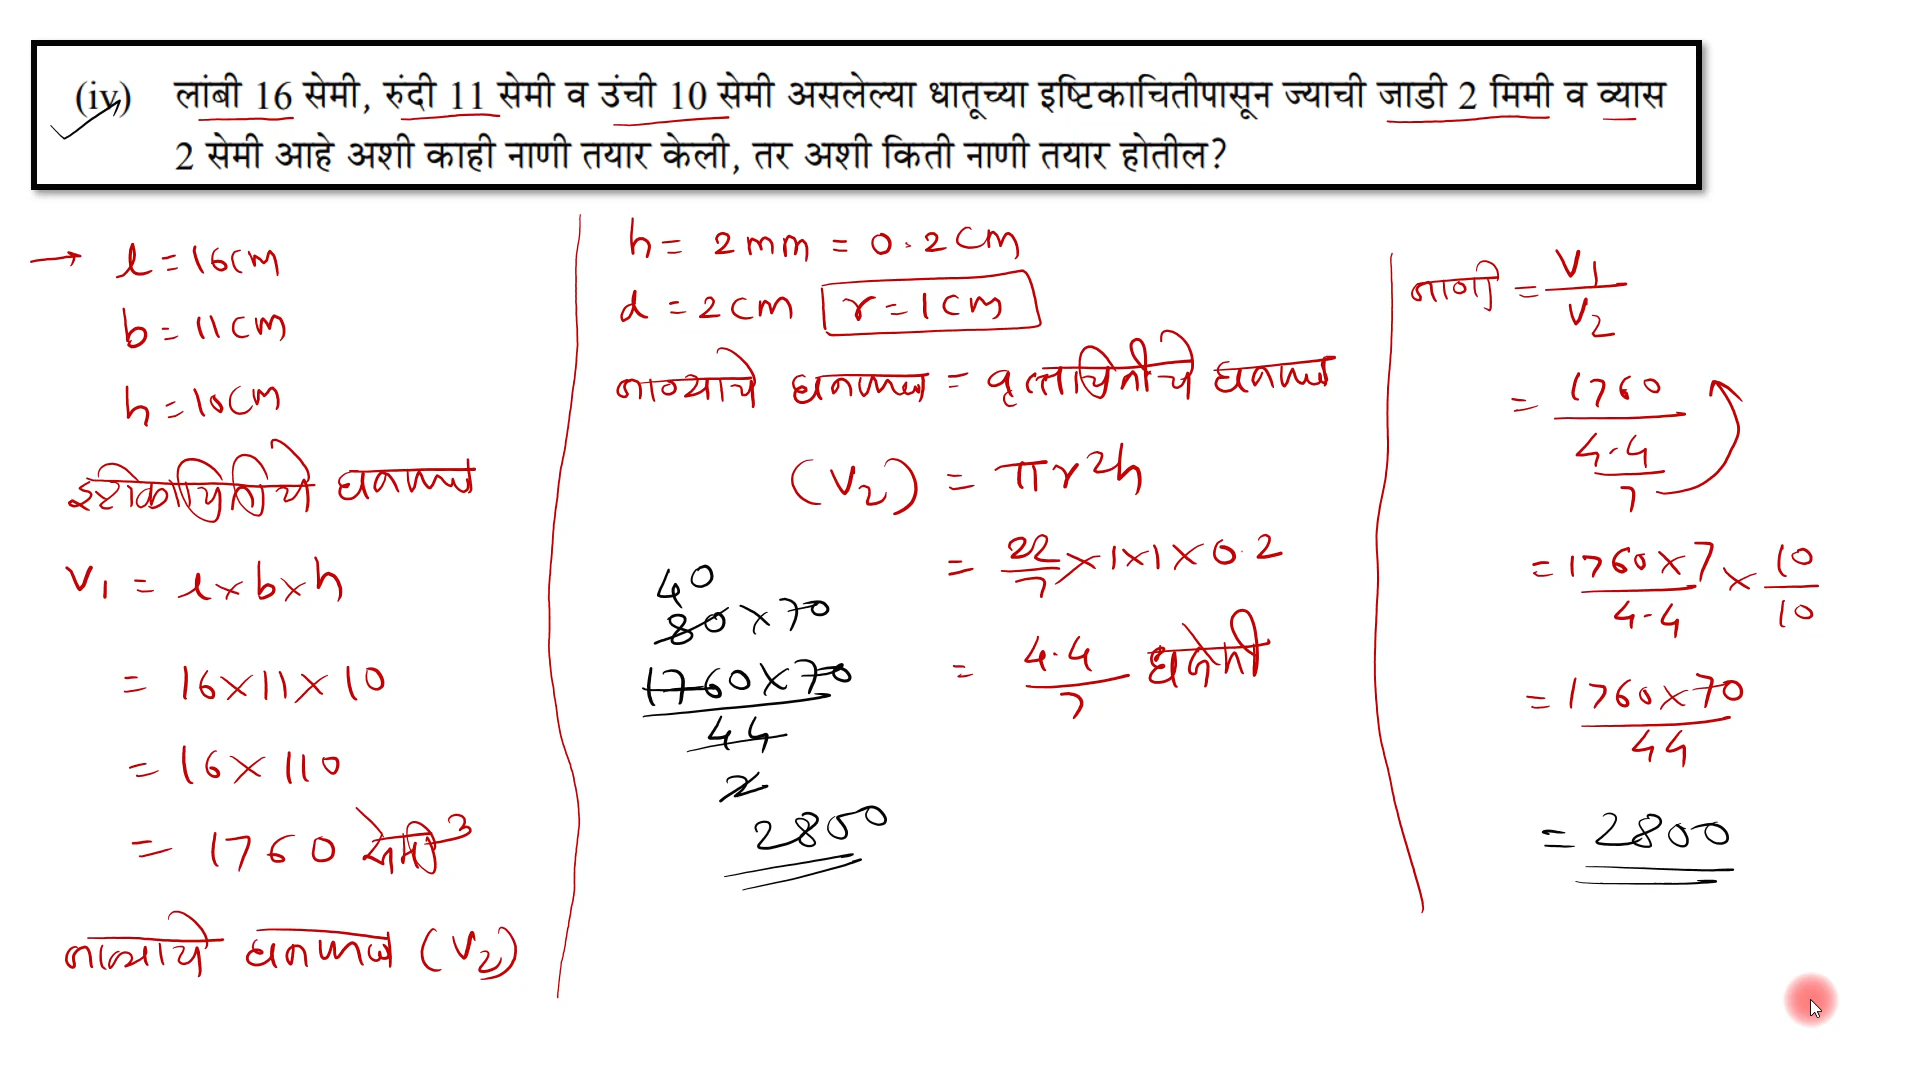 (iv) लांबी 16 सेमी, रुंदी 11 सेमी व उंची 10 सेमी असलेल्या धातूच्या इष्टिकाचितीपासून ज्याची जाडी 2 मिमी व व्यास
2 सेमी आहे अशी काही नाणी तयार केली, तर अशी किती नाणी तयार होतील?
→ l = 16cm
b = 11cm
h = 10cm
इष्टीकाचितीचे घनफळ
V₁ = l × b × h
= 16 × 11 × 10
= 16 × 110
= 1760 सेमी³
नाण्याचे घनफळ (V₂)
h = 2mm = 0.2cm
d = 2cm r = 1cm
नाण्याचे घनफळ = वृत्तचितीचे घनफळ
(V₂) = πr²h
= 22/7 × 1 × 1 × 0.2
= 4.4/7 घसेमी
40
80 × 70
1760 × 70
44
2
2800
नाणी = V₁/V₂
= 1760
4.4
7
= 1760 × 7/4.4 × 10/10
= 1760 × 70/44
= 2800